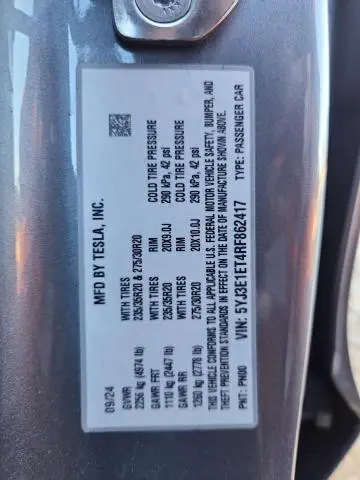 MFD BY TESLA, INC.
09/24
GVWR WITH TIRES
2256 kg (4974 LB) 235/35R20 & 275/30R20
GAWR FRT WITH TIRES RIM COLD TIRE PRESSURE
1110 kg (2447 LB) 235/35R20 20X9.0J 290 kPa, 42 psi
GAWR RR WITH TIRES RIM COLD TIRE PRESSURE
1260 kg (2778 LB) 275/30R20 20X10.0J 290 kPa, 42 psi
THIS VEHICLE CONFORMS TO ALL APPLICABLE U.S. FEDERAL MOTOR VEHICLE SAFETY, BUMPER, AND
THEFT PREVENTION STANDARDS IN EFFECT ON THE DATE OF MANUFACTURE SHOWN ABOVE.
PNT: PN00 VIN: 5YJ3E1ET4RF862417 TYPE: PASSENGER CAR